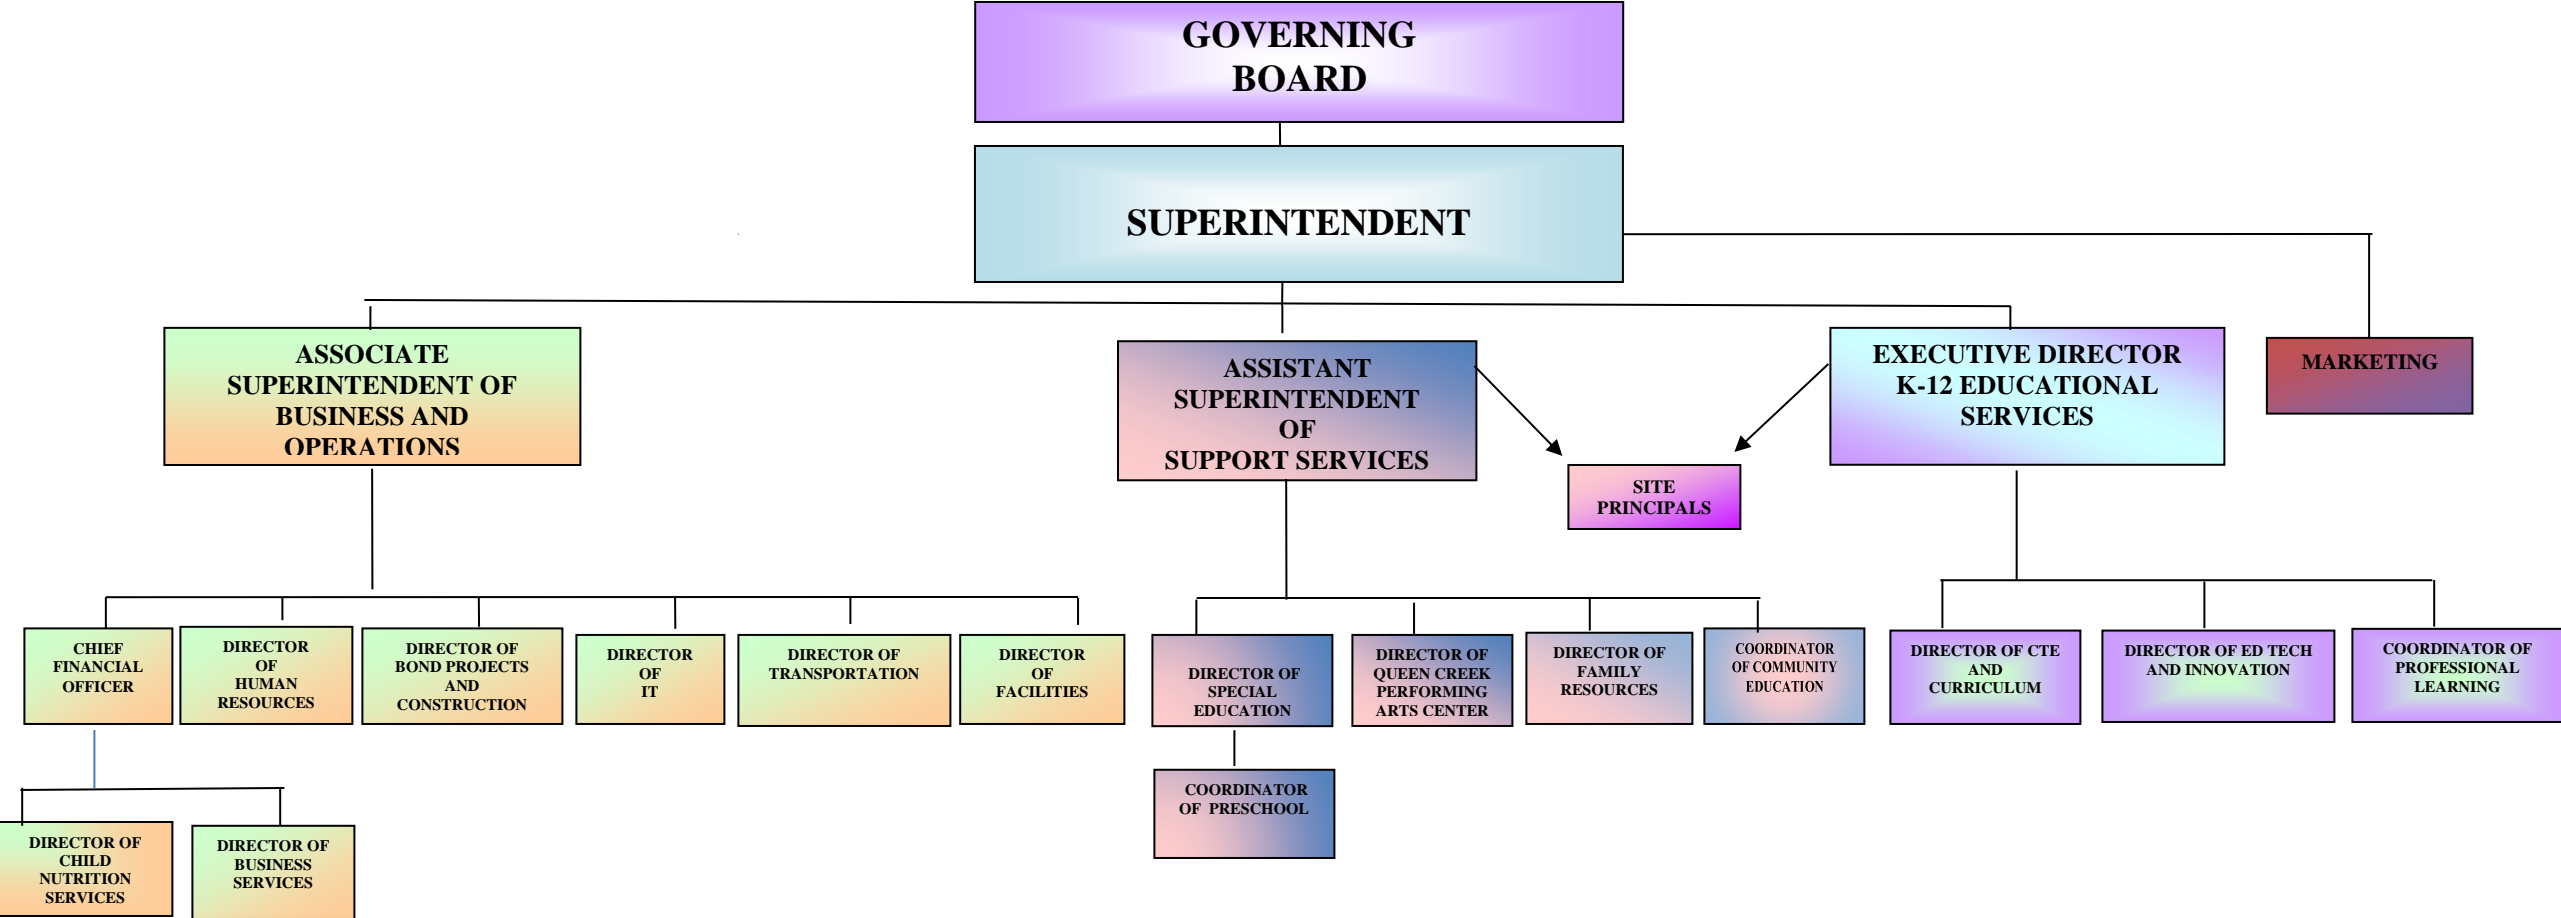 GOVERNING
BOARD
SUPERINTENDENT
ASSOCIATE
SUPERINTENDENT OF
BUSINESS AND
OPERATIONS
ASSISTANT
SUPERINTENDENT
OF
SUPPORT SERVICES
EXECUTIVE DIRECTOR
K-12 EDUCATIONAL
SERVICES
MARKETING
SITE
PRINCIPALS
CHIEF
FINANCIAL
OFFICER
DIRECTOR
OF
HUMAN
RESOURCES
DIRECTOR OF
BOND PROJECTS
AND
CONSTRUCTION
DIRECTOR
OF
IT
DIRECTOR OF
TRANSPORTATION
DIRECTOR
OF
FACILITIES
DIRECTOR OF
SPECIAL
EDUCATION
DIRECTOR OF
QUEEN CREEK
PERFORMING
ARTS CENTER
DIRECTOR OF
FAMILY
RESOURCES
COORDINATOR
OF COMMUNITY
EDUCATION
DIRECTOR OF CTE
AND
CURRICULUM
DIRECTOR OF ED TECH
AND INNOVATION
COORDINATOR OF
PROFESSIONAL
LEARNING
COORDINATOR
OF PRESCHOOL
DIRECTOR OF
CHILD
NUTRITION
SERVICES
DIRECTOR OF
BUSINESS
SERVICES